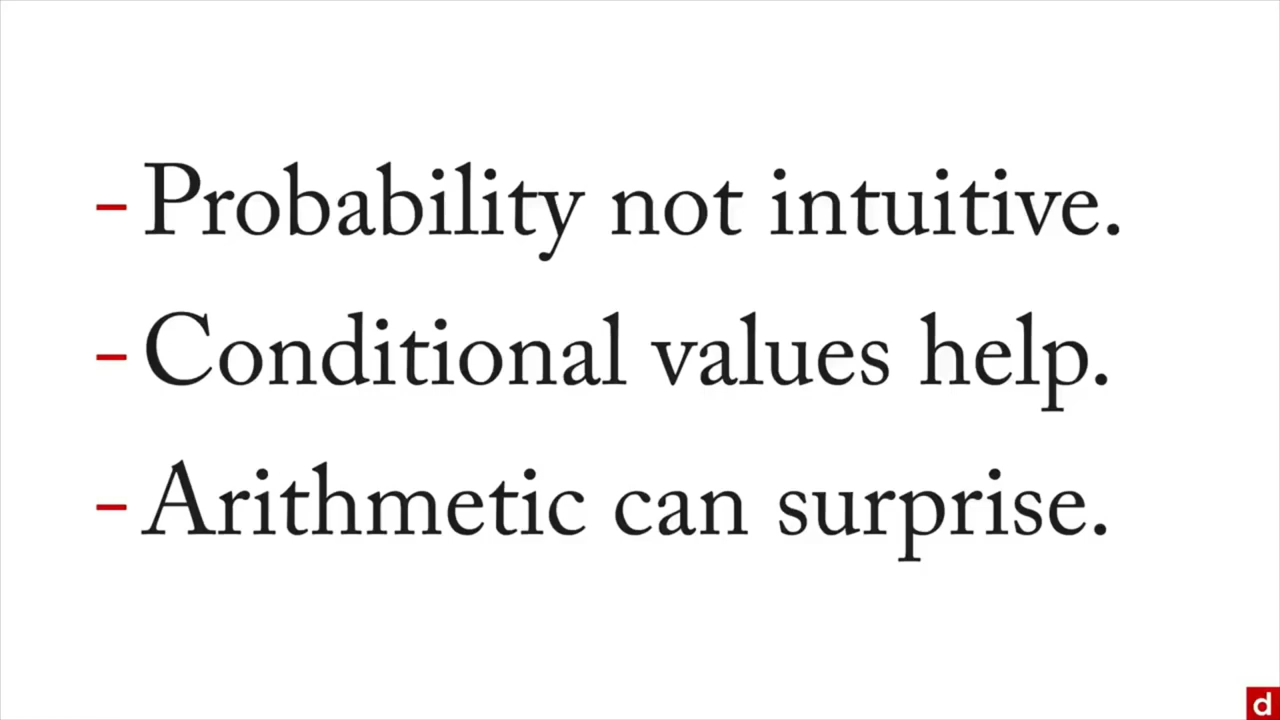 – Probability not intuitive.
– Conditional values help.
– Arithmetic can surprise.
d